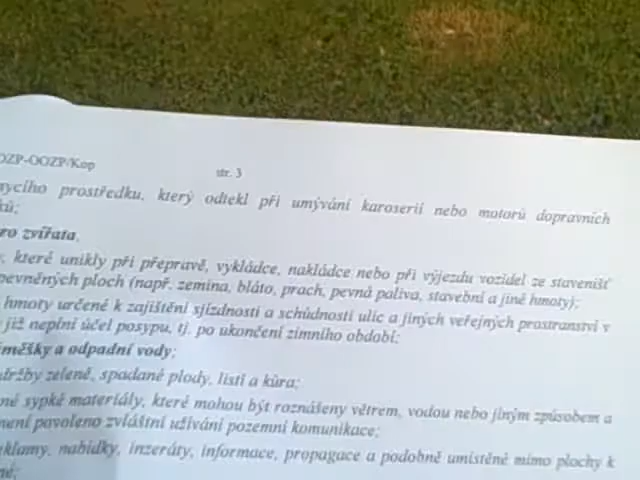 OZP-OOZP/Kop str. 3
mycího prostředku, který odtekl při umývání karoserií nebo motorů dopravních
ků;
ro zvířata,
, které unikly při přepravě, vykládce, nakládce nebo při výjezdu vozidel ze stavenišť
pevněných ploch (např. zemina, bláto, prach, pevná paliva, stavební a jiné hmoty);
hmoty určené k zajištění sjízdnosti a schůdnosti ulic a jiných veřejných prostranství v
již neplní účel posypu, tj. po ukončení zimního období;
měšky a odpadní vody;
držby zeleně, spadané plody, listí a kůra;
né sypké materiály, které mohou být roznášeny větrem, vodou nebo jiným způsobem a
není povoleno zvláštní užívání pozemní komunikace;
eklamy, nabídky, inzeráty, informace, propagace a podobně umístěné mimo plochy k
né;